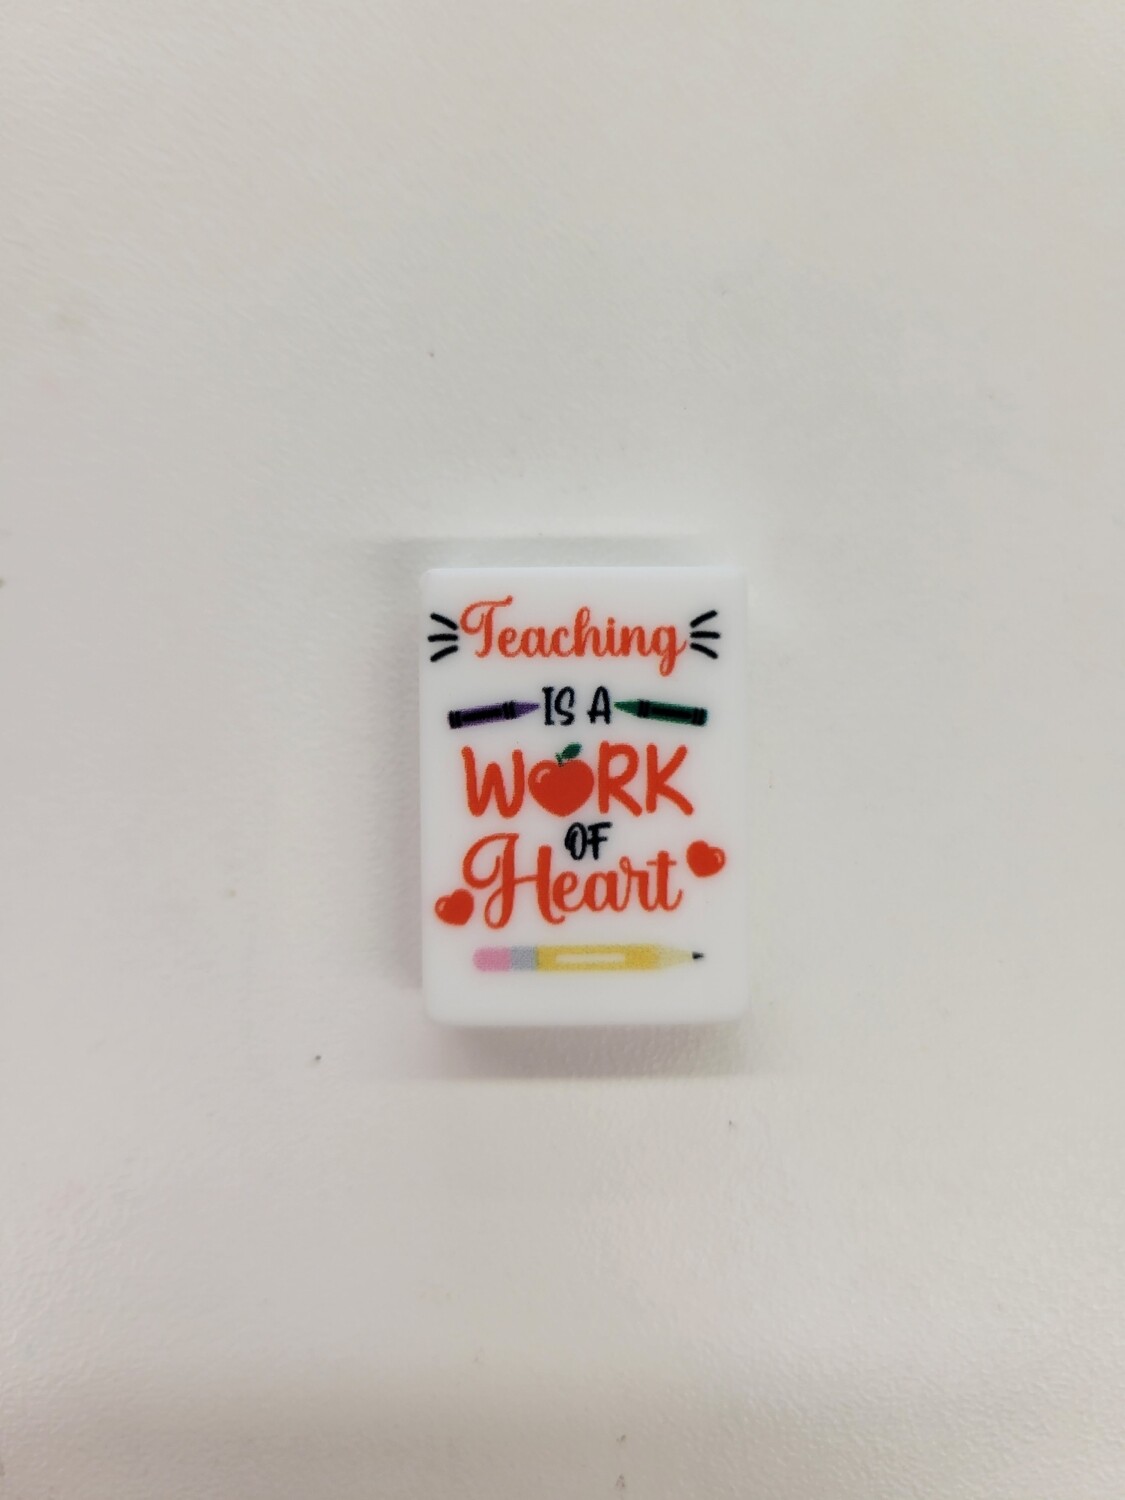 Teaching
IS A
WORK
OF
Heart